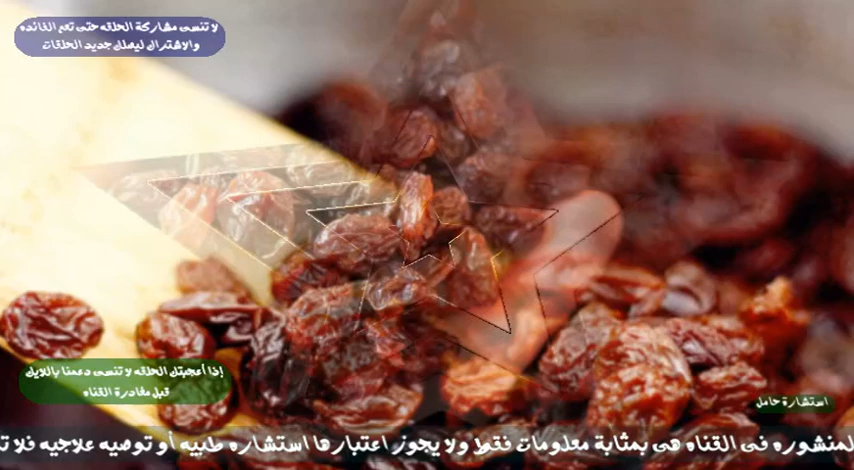 لا تنسى مشاركة الحلقه حتى تعم الفائده
والاشتراك ليصلك جديد الحلقات
إذا أعجبتك الحلقه لا تنسى دعمنا باللايك
قبل مغادرة القناه
استشارة حامل
لمنشوره فى القناه هى بمثابة معلومات فقط ولا يجوز اعتبارها استشاره طبيه أو توصيه علاجيه فلا تت